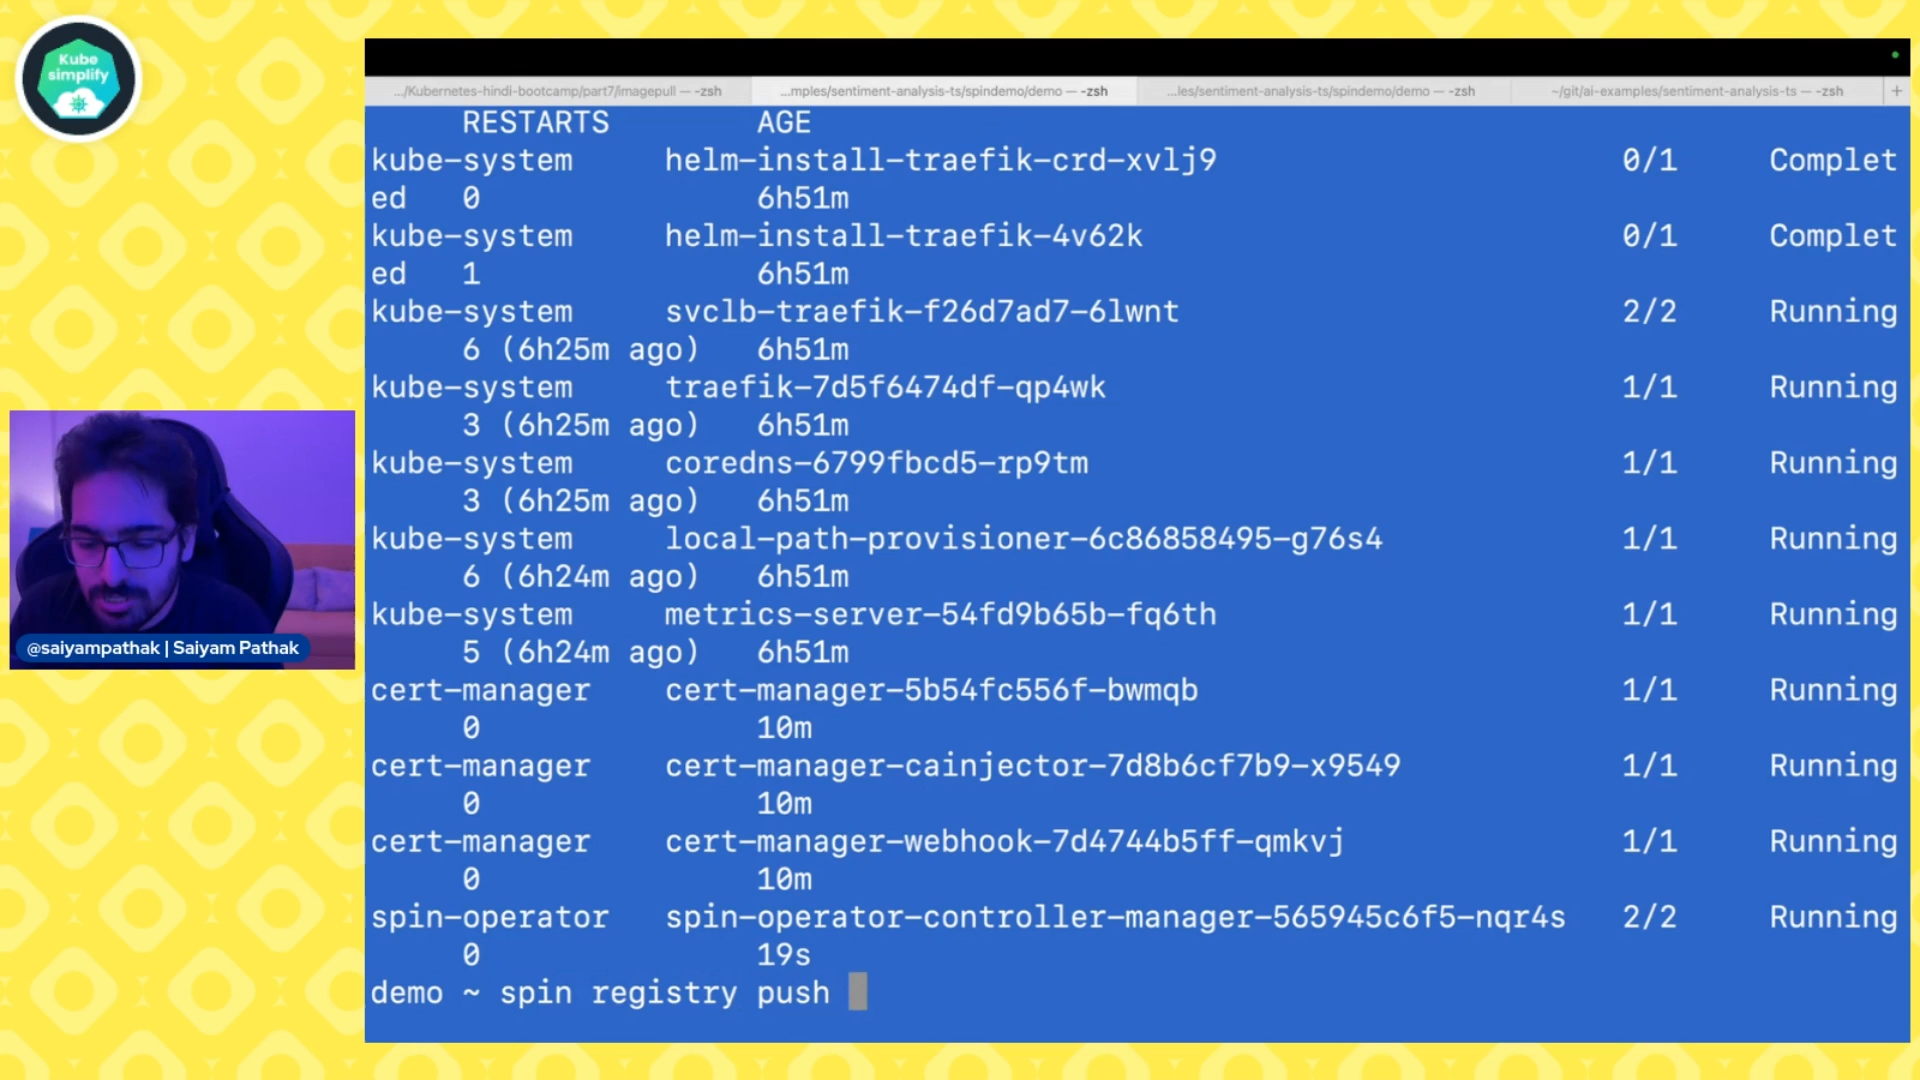 Kube
simplify
.../Kubernetes-hindi-bootcamp/part7/imagepull — -zsh
...mples/sentiment-analysis-ts/spindemo/demo — -zsh
...les/sentiment-analysis-ts/spindemo/demo — -zsh
~/git/ai-examples/sentiment-analysis-ts — -zsh
+
RESTARTS AGE
kube-system helm-install-traefik-crd-xvlj9 0/1 Complet
ed 0 6h51m
kube-system helm-install-traefik-4v62k 0/1 Complet
ed 1 6h51m
kube-system svclb-traefik-f26d7ad7-6lwnt 2/2 Running
6 (6h25m ago) 6h51m
kube-system traefik-7d5f6474df-qp4wk 1/1 Running
3 (6h25m ago) 6h51m
kube-system coredns-6799fbcd5-rp9tm 1/1 Running
3 (6h25m ago) 6h51m
kube-system local-path-provisioner-6c86858495-g76s4 1/1 Running
6 (6h24m ago) 6h51m
kube-system metrics-server-54fd9b65b-fq6th 1/1 Running
5 (6h24m ago) 6h51m
cert-manager cert-manager-5b54fc556f-bwmqb 1/1 Running
0 10m
cert-manager cert-manager-cainjector-7d8b6cf7b9-x9549 1/1 Running
0 10m
cert-manager cert-manager-webhook-7d4744b5ff-qmkvj 1/1 Running
0 10m
spin-operator spin-operator-controller-manager-565945c6f5-nqr4s 2/2 Running
0 19s
demo ~ spin registry push
@saiyampathak | Saiyam Pathak